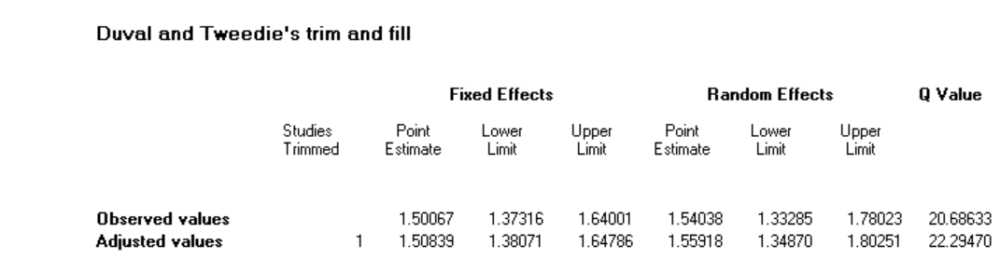 Duval and Tweedie's trim and fill
Fixed Effects Random Effects Q Value
Studies Point Lower Upper Point Lower Upper
Trimmed Estimate Limit Limit Estimate Limit Limit
Observed values 1.50067 1.37316 1.64001 1.54038 1.33285 1.78023 20.68633
Adjusted values 1 1.50839 1.38071 1.64786 1.55918 1.34870 1.80251 22.29470